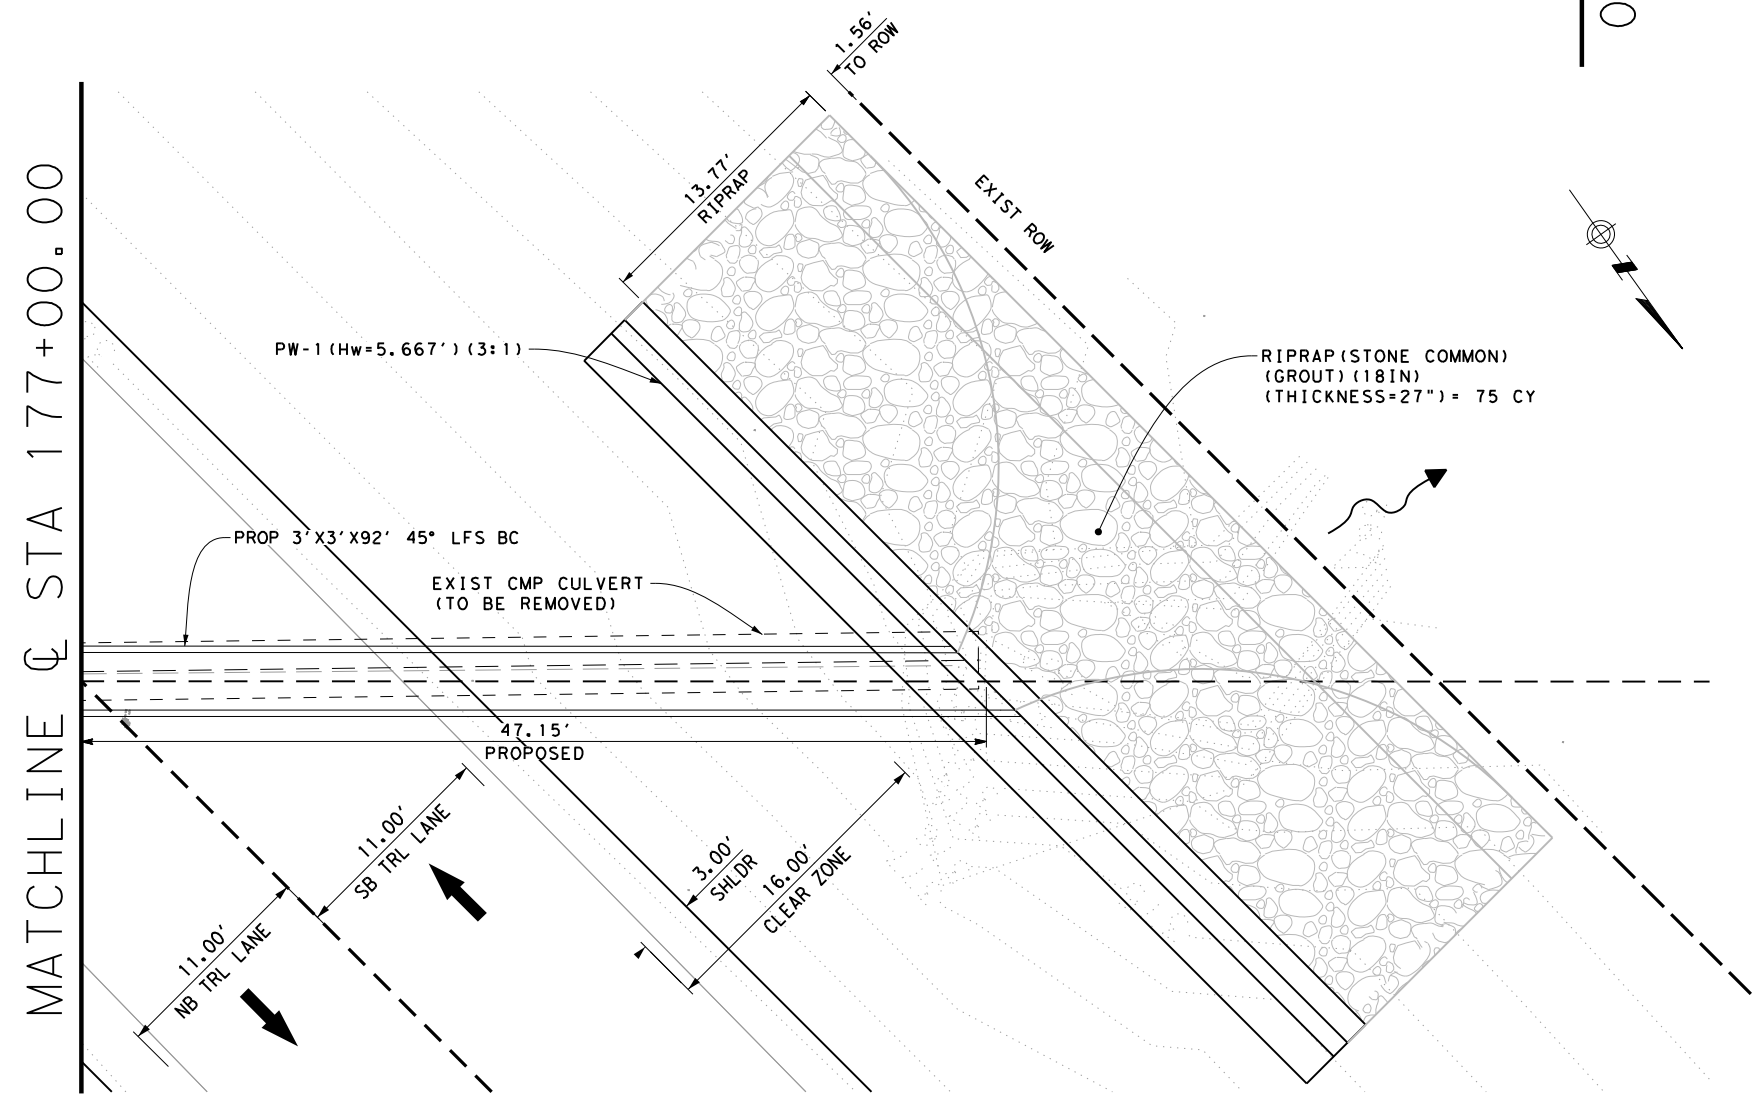 1.56'
TO ROW
13.77'
RIPRAP
EXIST ROW
PW-1(Hw=5.667')(3:1)
RIPRAP(STONE COMMON)
(GROUT)(18IN)
(THICKNESS=27")= 75 CY
PROP 3'X3'X92' 45° LFS BC
EXIST CMP CULVERT
(TO BE REMOVED)
47.15'
PROPOSED
11.00'
SB TRL LANE
3.00'
SHLDR
16.00'
CLEAR ZONE
11.00'
NB TRL LANE
MATCHLINE ℄ STA 177+00.00